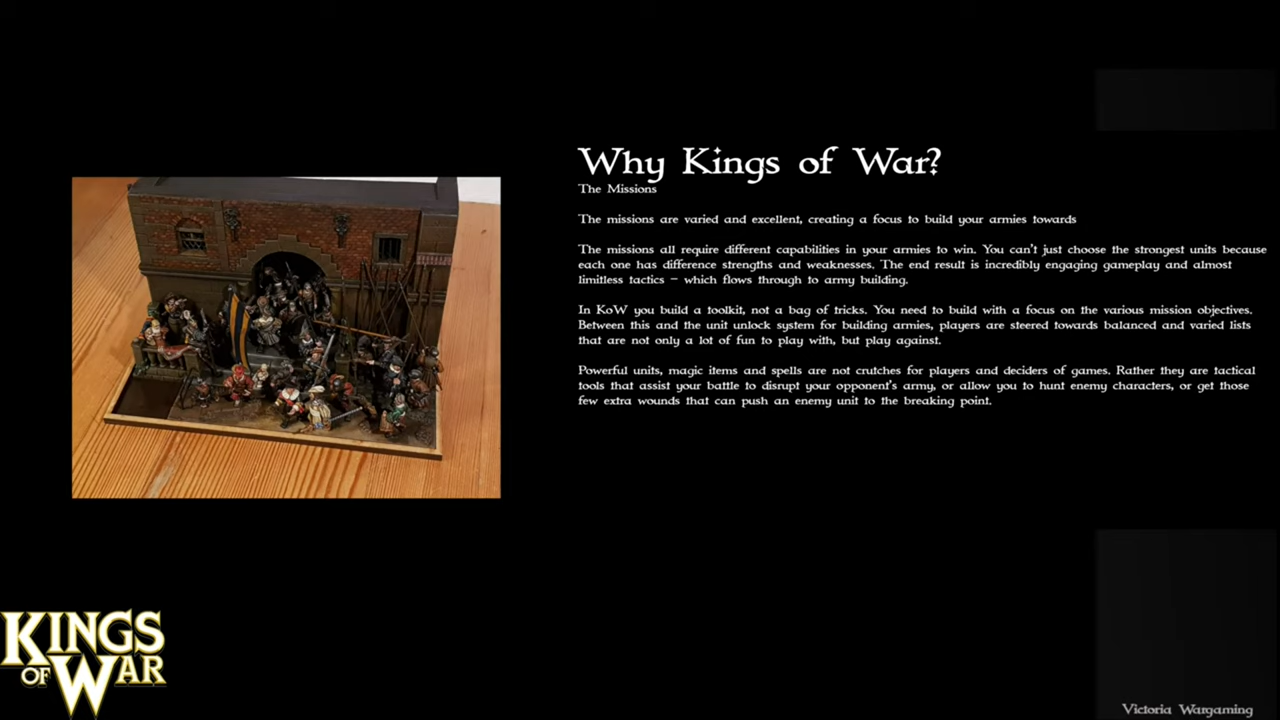 Why Kings of War?
The Missions
The missions are varied and excellent, creating a focus to build your armies towards
The missions all require different capabilities in your armies to win. You can't just choose the strongest units because
each one has difference strengths and weaknesses. The end result is incredibly engaging gameplay and almost
limitless tactics – which flows through to army building.
In KoW you build a toolkit, not a bag of tricks. You need to build with a focus on the various mission objectives.
Between this and the unit unlock system for building armies, players are steered towards balanced and varied lists
that are not only a lot of fun to play with, but play against.
Powerful units, magic items and spells are not crutches for players and deciders of games. Rather they are tactical
tools that assist your battle to disrupt your opponent's army, or allow you to hunt enemy characters, or get those
few extra wounds that can push an enemy unit to the breaking point.
KINGS
OF WAR
Victoria Wargaming